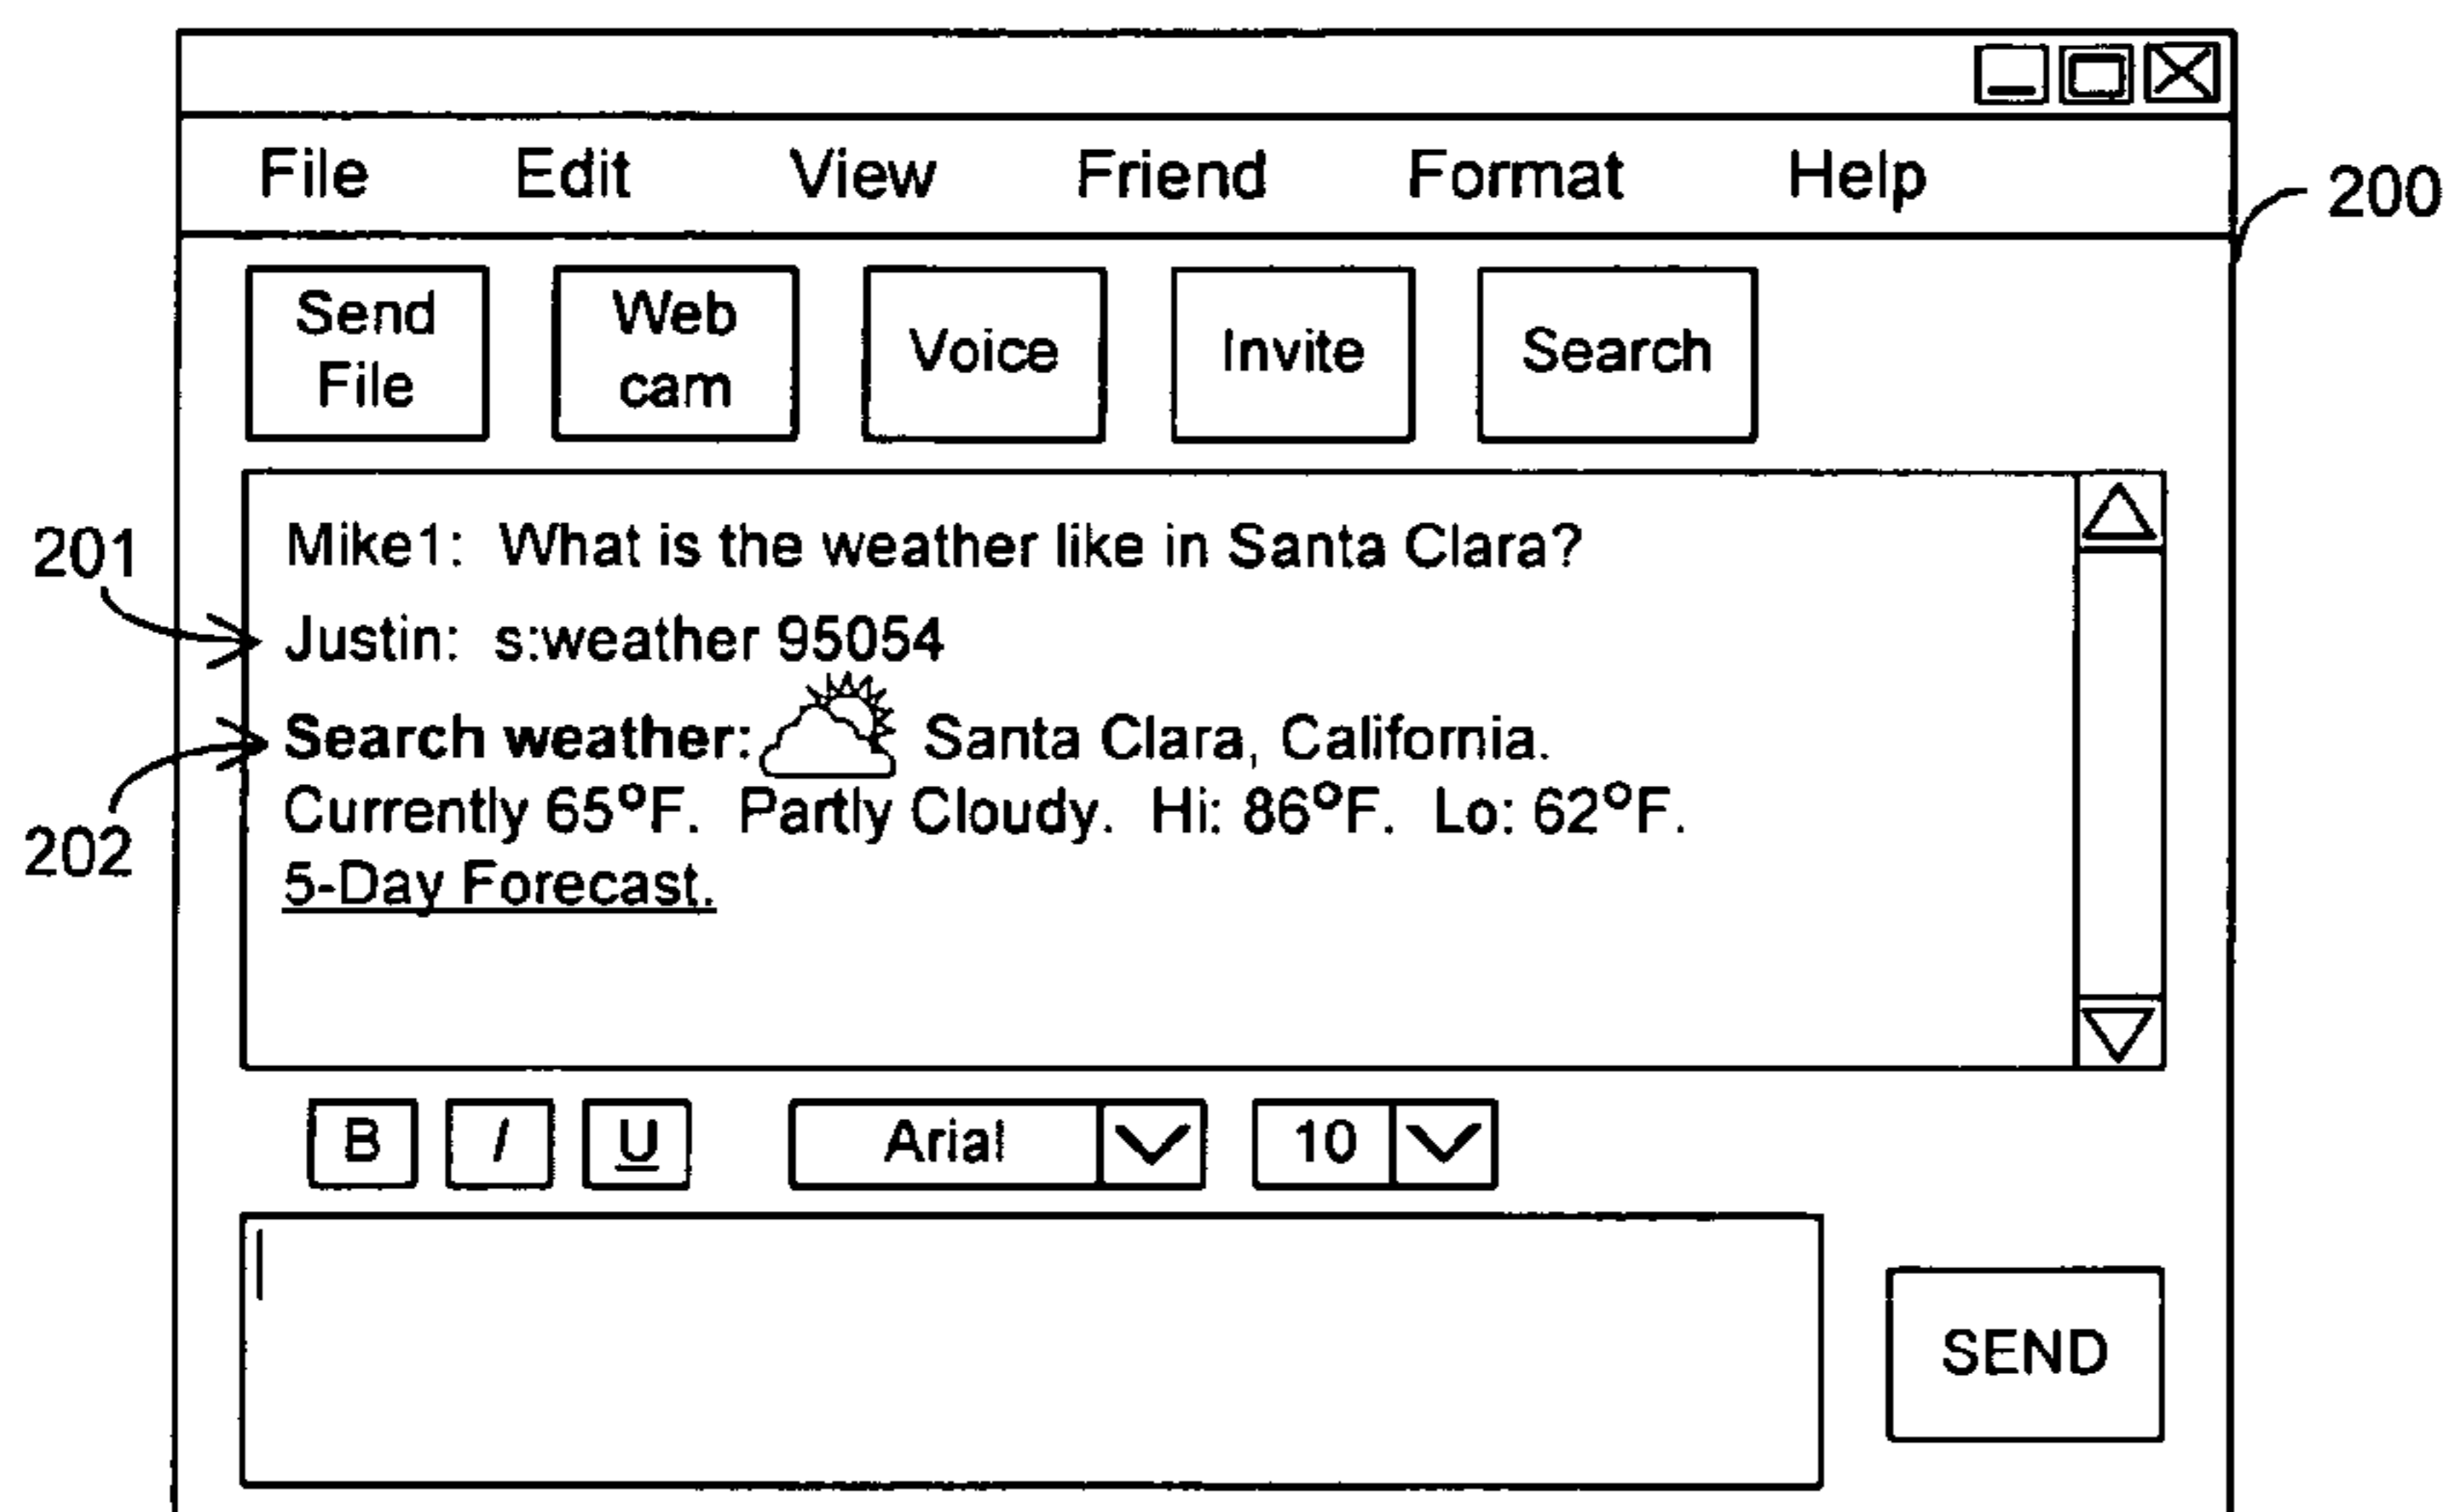 File Edit View Friend Format Help
200
Send File
Web cam
Voice
Invite
Search
201
Mike1: What is the weather like in Santa Clara?
Justin: s:weather 95054
Search weather: Santa Clara, California.
202
Currently 65°F. Partly Cloudy. Hi: 86°F. Lo: 62°F.
5-Day Forecast.
B I U Arial 10
SEND